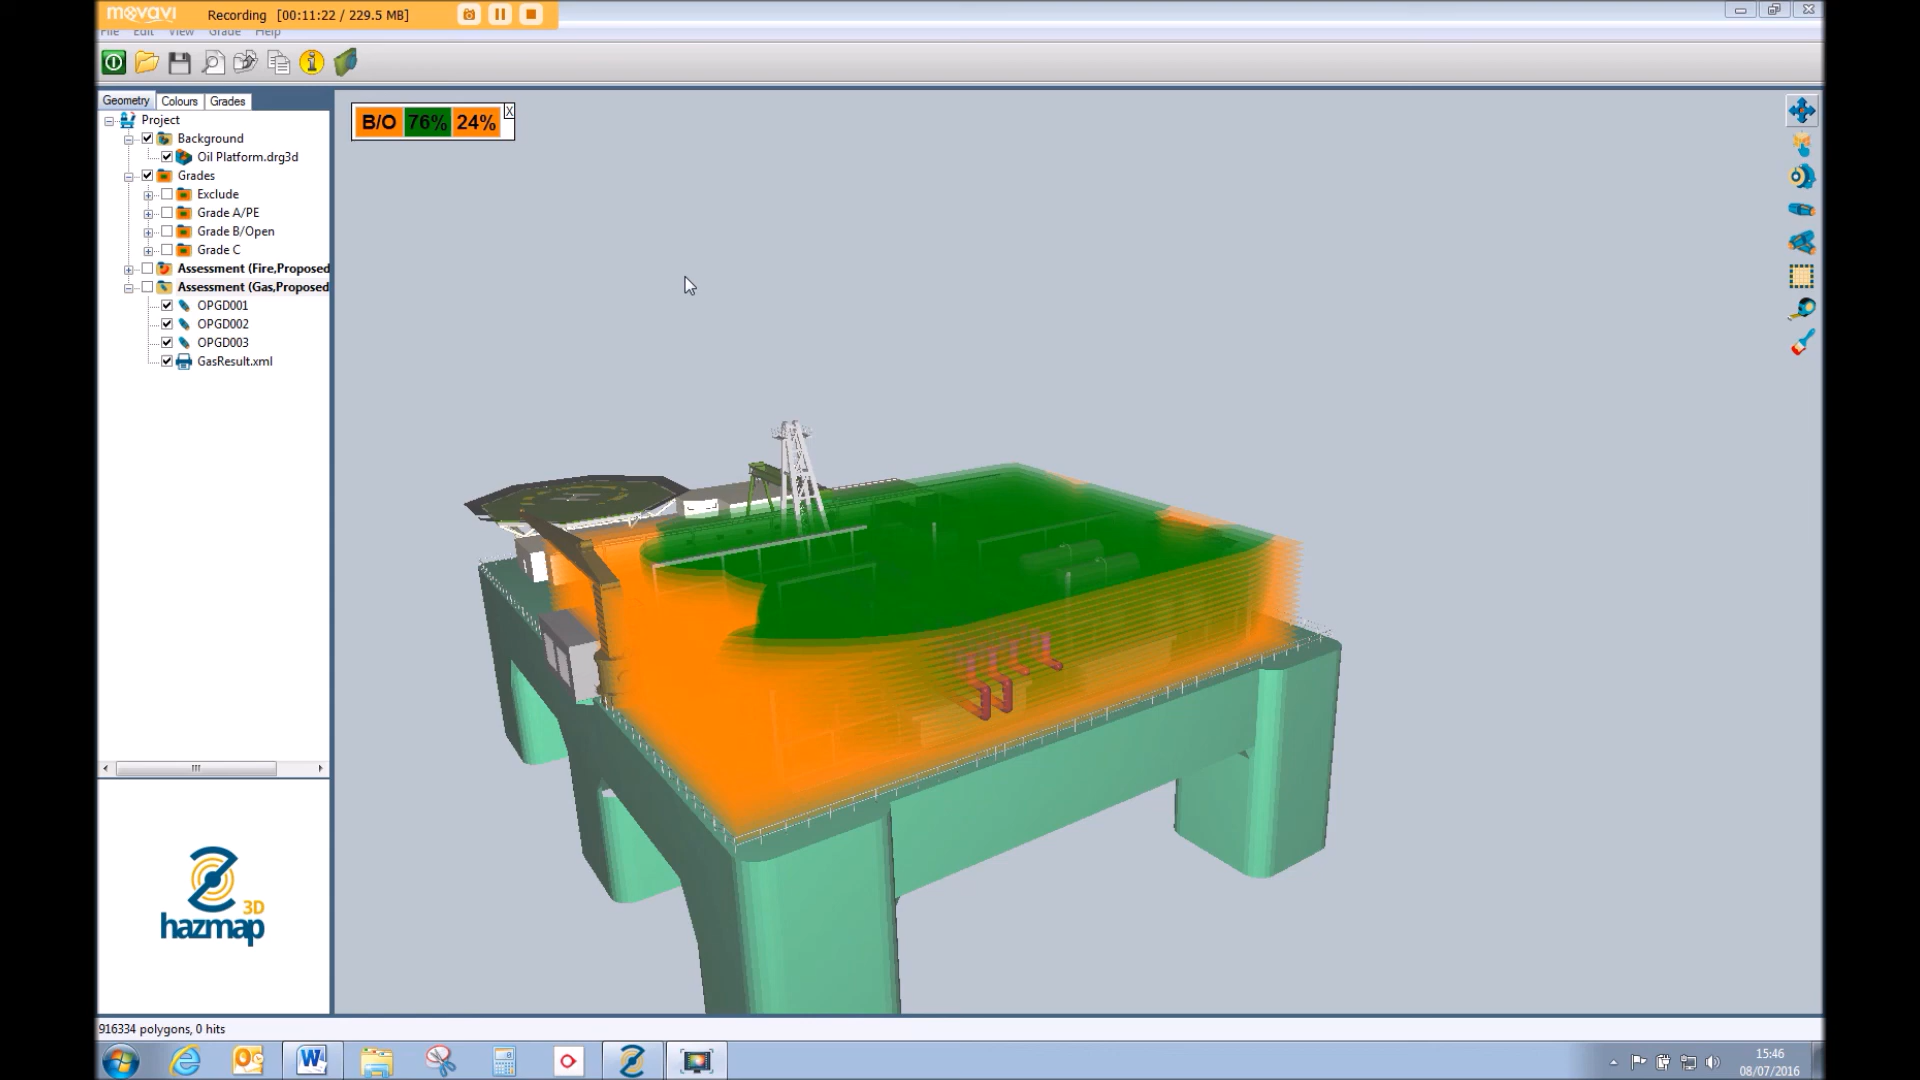 movavi Recording [00:11:22 / 229.5 MB]
File Edit View Grade Help
Geometry Colours Grades
B/O 76% 24% X
Project
Background
Oil Platform.drg3d
Grades
Exclude
Grade A/PE
Grade B/Open
Grade C
Assessment (Fire,Proposed
Assessment (Gas,Proposed
OPGD001
OPGD002
OPGD003
GasResult.xml
3D
hazmap
916334 polygons, 0 hits
15:46
08/07/2016